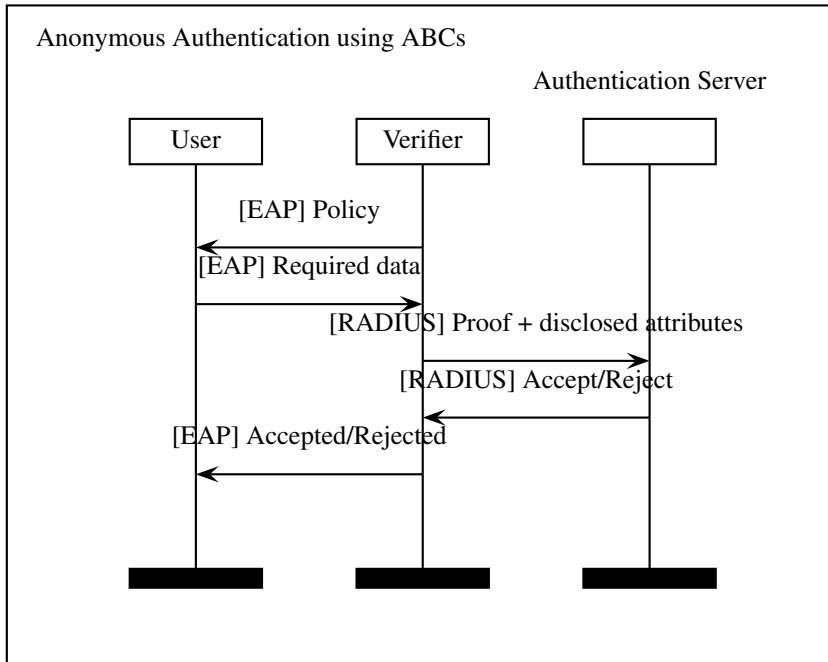 Anonymous Authentication using ABCs
Authentication Server
User
Verifier
[EAP] Policy
[EAP] Required data
[RADIUS] Proof + disclosed attributes
[RADIUS] Accept/Reject
[EAP] Accepted/Rejected